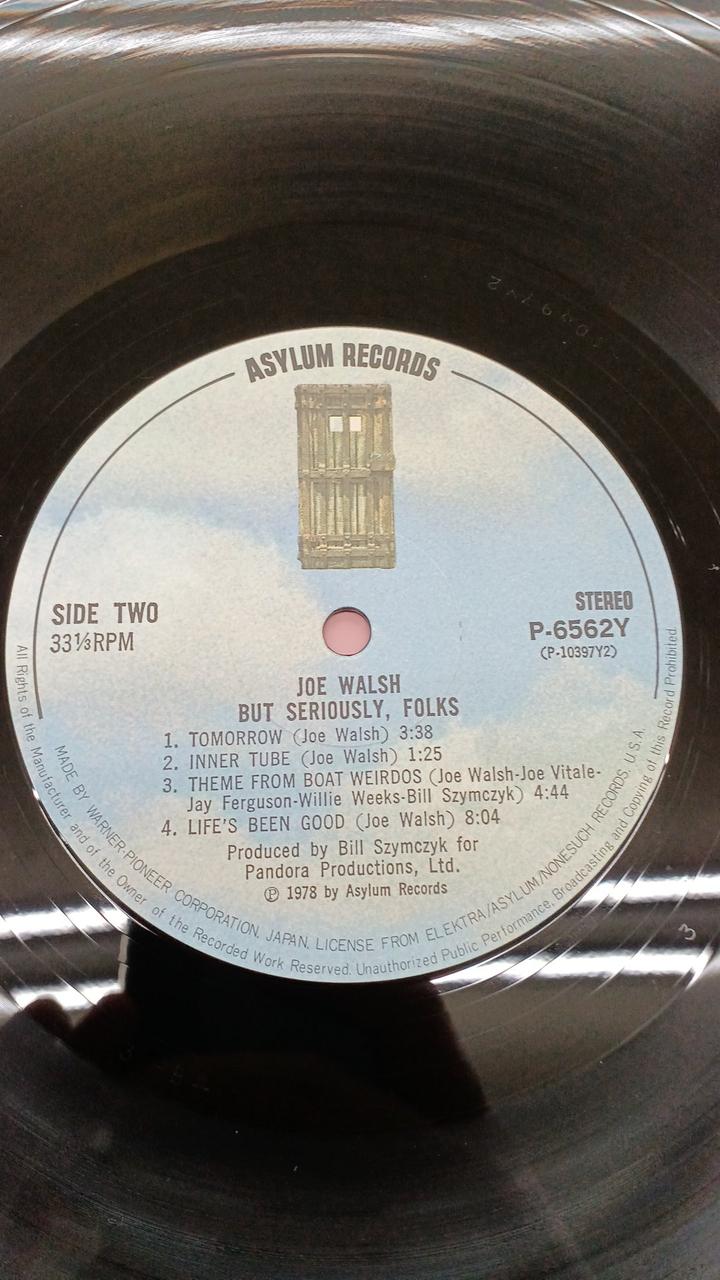 ASYLUM RECORDS
SIDE TWO
33⅓RPM
STEREO
P-6562Y
(P-10397Y2)
JOE WALSH
BUT SERIOUSLY, FOLKS
1. TOMORROW (Joe Walsh) 3:38
2. INNER TUBE (Joe Walsh) 1:25
3. THEME FROM BOAT WEIRDOS (Joe Walsh-Joe Vitale-
Jay Ferguson-Willie Weeks-Bill Szymczyk) 4:44
4. LIFE'S BEEN GOOD (Joe Walsh) 8:04
Produced by Bill Szymczyk for
Pandora Productions, Ltd.
℗ 1978 by Asylum Records
MADE BY WARNER-PIONEER CORPORATION, JAPAN, LICENSE FROM ELEKTRA/ASYLUM/NONESUCH RECORDS, U.S.A.
All Rights of the Manufacturer and of the Owner of the Recorded Work Reserved. Unauthorized Public Performance, Broadcasting and Copying of this Record Prohibited.
3